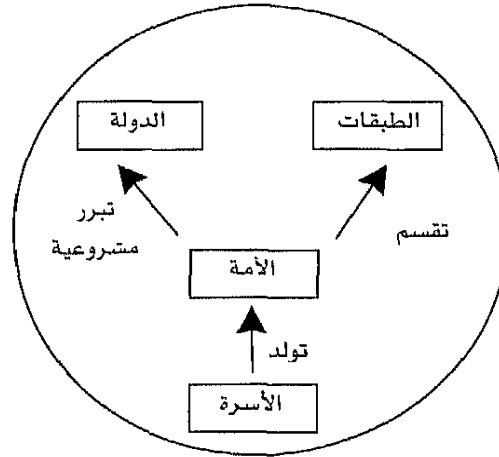 الطبقات
الدولة
تبرر
مشروعية
تقسم
الأمة
تولد
الأسرة